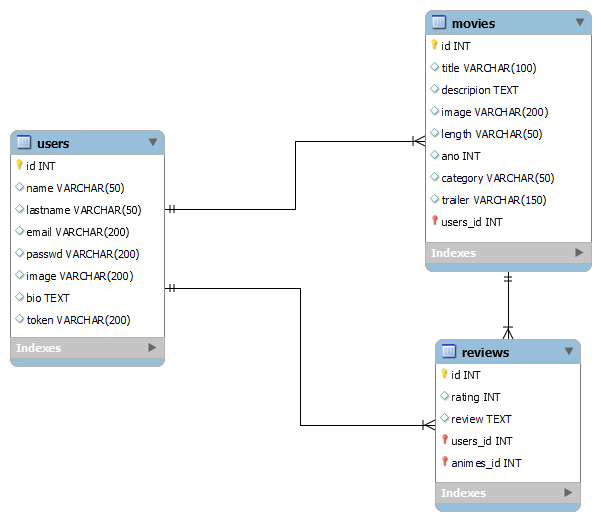 users
id INT
name VARCHAR(50)
lastname VARCHAR(50)
email VARCHAR(200)
passwd VARCHAR(200)
image VARCHAR(200)
bio TEXT
token VARCHAR(200)
Indexes
movies
id INT
title VARCHAR(100)
descripion TEXT
image VARCHAR(200)
length VARCHAR(50)
ano INT
category VARCHAR(50)
trailer VARCHAR(150)
users_id INT
Indexes
reviews
id INT
rating INT
review TEXT
users_id INT
animes_id INT
Indexes